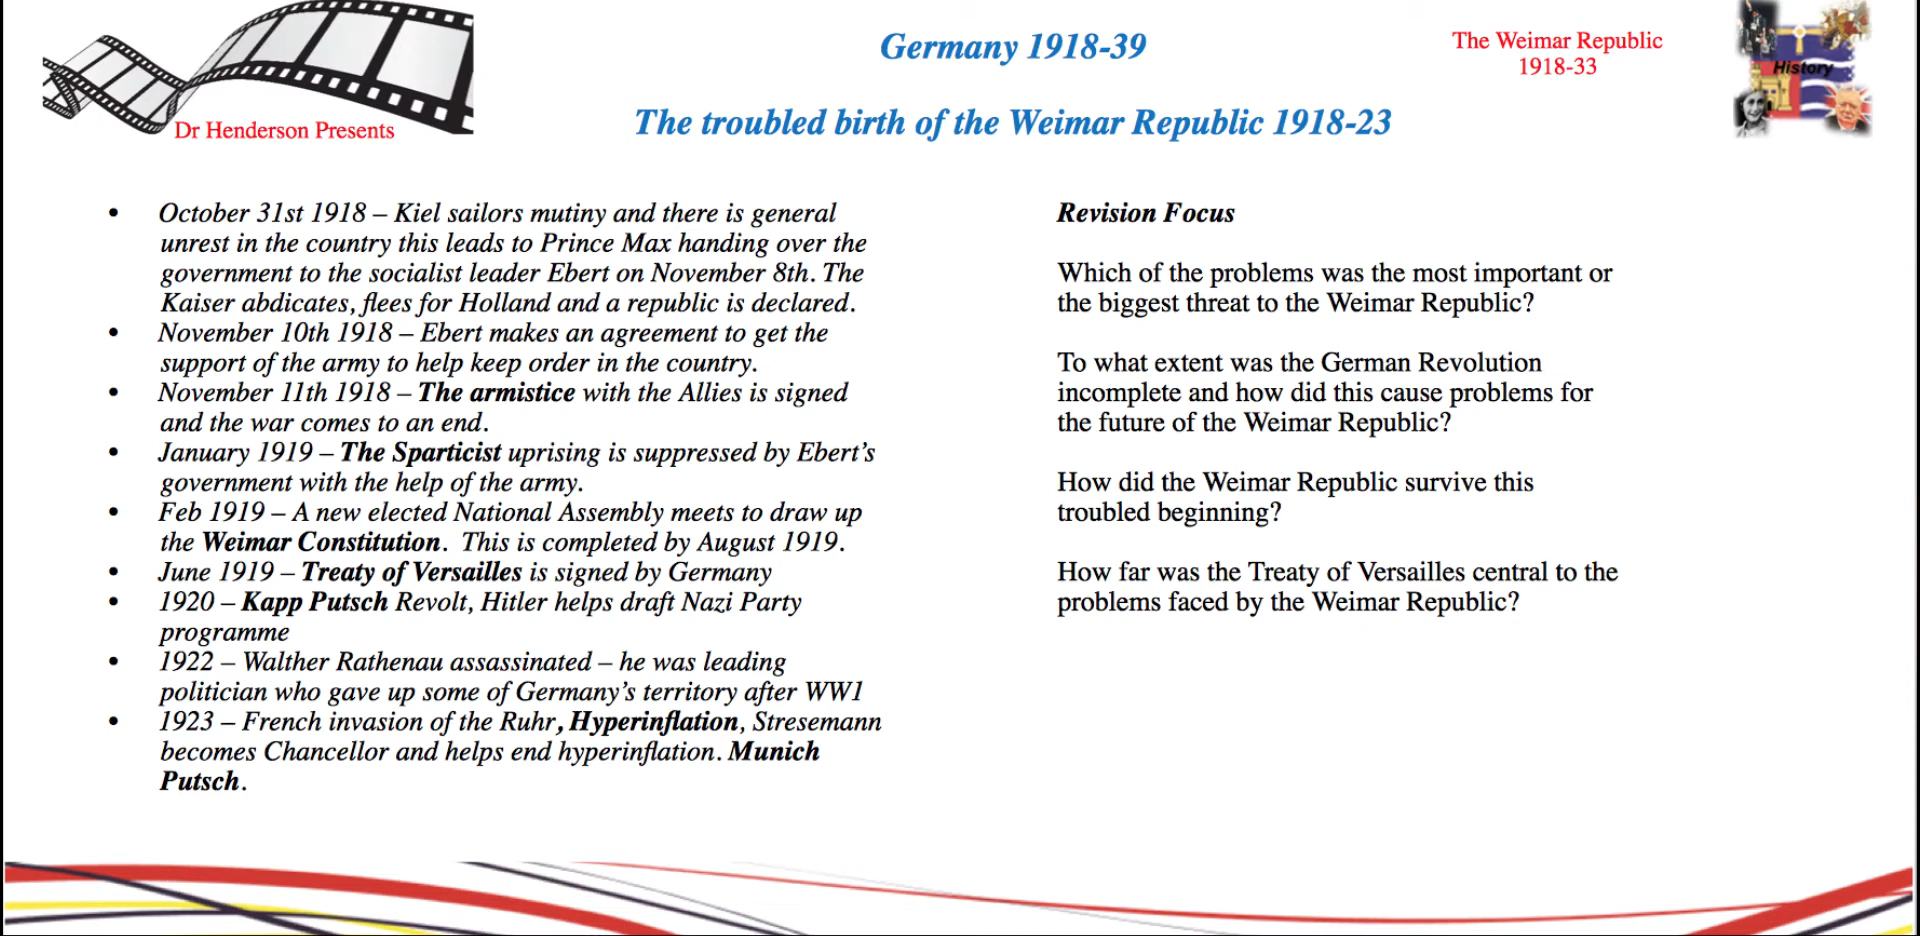 Dr Henderson Presents
Germany 1918-39
The troubled birth of the Weimar Republic 1918-23
The Weimar Republic
1918-33
History
• October 31st 1918 – Kiel sailors mutiny and there is general
unrest in the country this leads to Prince Max handing over the
government to the socialist leader Ebert on November 8th. The
Kaiser abdicates, flees for Holland and a republic is declared.
• November 10th 1918 – Ebert makes an agreement to get the
support of the army to help keep order in the country.
• November 11th 1918 – The armistice with the Allies is signed
and the war comes to an end.
• January 1919 – The Sparticist uprising is suppressed by Ebert’s
government with the help of the army.
• Feb 1919 – A new elected National Assembly meets to draw up
the Weimar Constitution. This is completed by August 1919.
• June 1919 – Treaty of Versailles is signed by Germany
• 1920 – Kapp Putsch Revolt, Hitler helps draft Nazi Party
programme
• 1922 – Walther Rathenau assassinated – he was leading
politician who gave up some of Germany’s territory after WW1
• 1923 – French invasion of the Ruhr, Hyperinflation, Stresemann
becomes Chancellor and helps end hyperinflation. Munich
Putsch.
Revision Focus
Which of the problems was the most important or
the biggest threat to the Weimar Republic?
To what extent was the German Revolution
incomplete and how did this cause problems for
the future of the Weimar Republic?
How did the Weimar Republic survive this
troubled beginning?
How far was the Treaty of Versailles central to the
problems faced by the Weimar Republic?